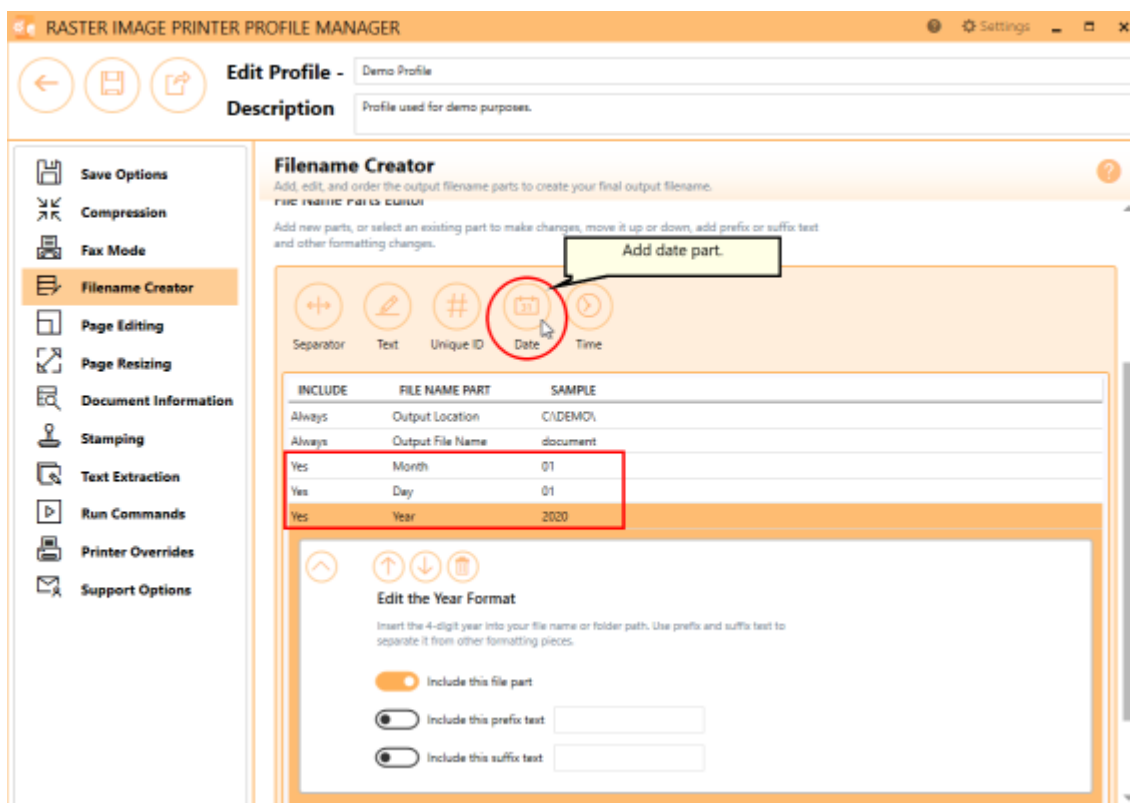 RASTER IMAGE PRINTER PROFILE MANAGER
Settings
Edit Profile - Demo Profile
Description Profile used for demo purposes.
Save Options
Compression
Fax Mode
Filename Creator
Page Editing
Page Resizing
Document Information
Stamping
Text Extraction
Run Commands
Printer Overrides
Support Options
Filename Creator
Add, edit, and order the output filename parts to create your final output filename.
File Name Parts Editor
Add new parts, or select an existing part to make changes, move it up or down, add prefix or suffix text
and other formatting changes.
Add date part.
Separator Text Unique ID Date Time
INCLUDE FILE NAME PART SAMPLE
Always Output Location C:\DEMO\
Always Output File Name document
Yes Month 01
Yes Day 01
Yes Year 2020
Edit the Year Format
Insert the 4-digit year into your file name or folder path. Use prefix and suffix text to
separate it from other formatting pieces.
Include this file part
Include this prefix text
Include this suffix text